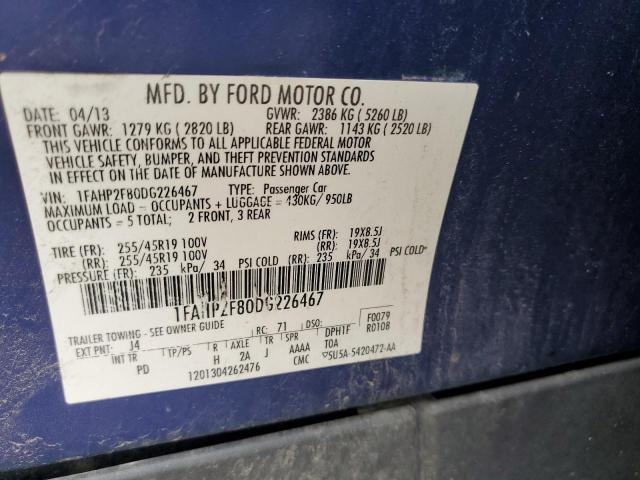 MFD. BY FORD MOTOR CO.
DATE: 04/13 GVWR: 2386 KG ( 5260 LB)
FRONT GAWR: 1279 KG ( 2820 LB) REAR GAWR: 1143 KG ( 2520 LB)
THIS VEHICLE CONFORMS TO ALL APPLICABLE FEDERAL MOTOR
VEHICLE SAFETY, BUMPER, AND THEFT PREVENTION STANDARDS
IN EFFECT ON THE DATE OF MANUFACTURE SHOWN ABOVE.
VIN: 1FAHP2F80DG226467 TYPE: Passenger Car
MAXIMUM LOAD = OCCUPANTS + LUGGAGE = 430KG/ 950LB
OCCUPANTS = 5 TOTAL; 2 FRONT, 3 REAR
TIRE (FR): 255/45R19 100V RIMS (FR): 19X8.5J
(RR): 255/45R19 100V (RR): 19X8.5J
PRESSURE (FR): 235 kPa/ 34 PSI COLD (RR): 235 kPa/ 34 PSI COLD
1FAHP2F80DG226467
TRAILER TOWING - SEE OWNER GUIDE RC: 71 DSO: F0079
EXT PNT: J4 R0108
INT TR TP/PS R AXLE TR SPR DPH1F
PD H 2A J AAAAA TOA
1201304262476 CMC 5U5A-5420472-AA